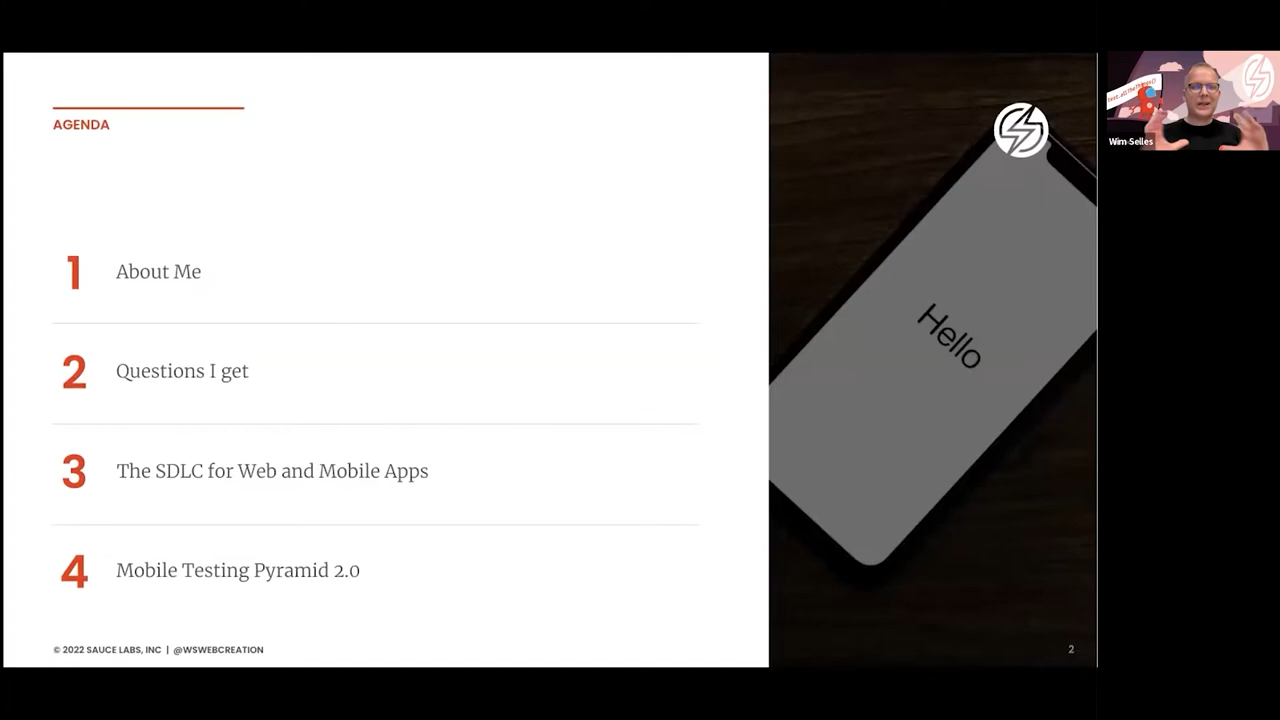 AGENDA
1 About Me
2 Questions I get
3 The SDLC for Web and Mobile Apps
4 Mobile Testing Pyramid 2.0
© 2022 SAUCE LABS, INC | @WSWEBCREATION
Hello
2
Wim Selles